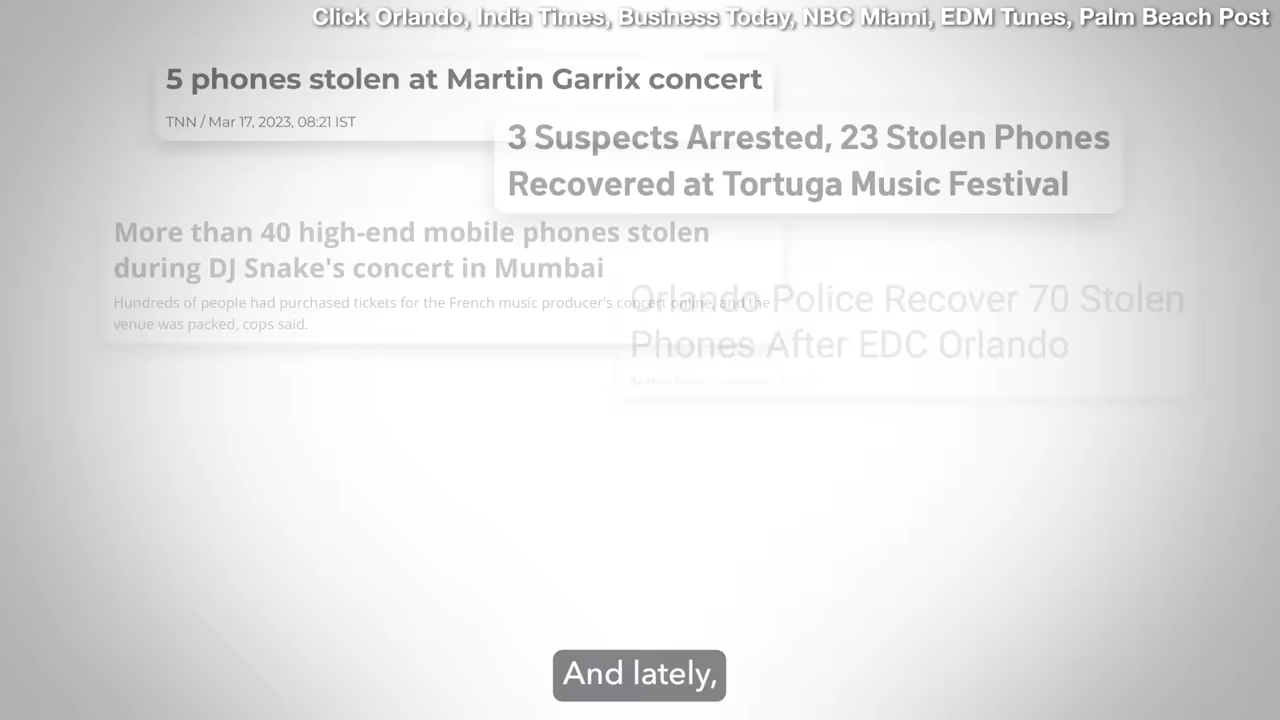 Click Orlando, India Times, Business Today, NBC Miami, EDM Tunes, Palm Beach Post
5 phones stolen at Martin Garrix concert
TNN / Mar 17, 2023, 08:21 IST
3 Suspects Arrested, 23 Stolen Phones
Recovered at Tortuga Music Festival
More than 40 high-end mobile phones stolen
during DJ Snake's concert in Mumbai
Hundreds of people had purchased tickets for the French music producer's concert online, and the
venue was packed, cops said.
Orlando Police Recover 70 Stolen
Phones After EDC Orlando
And lately,